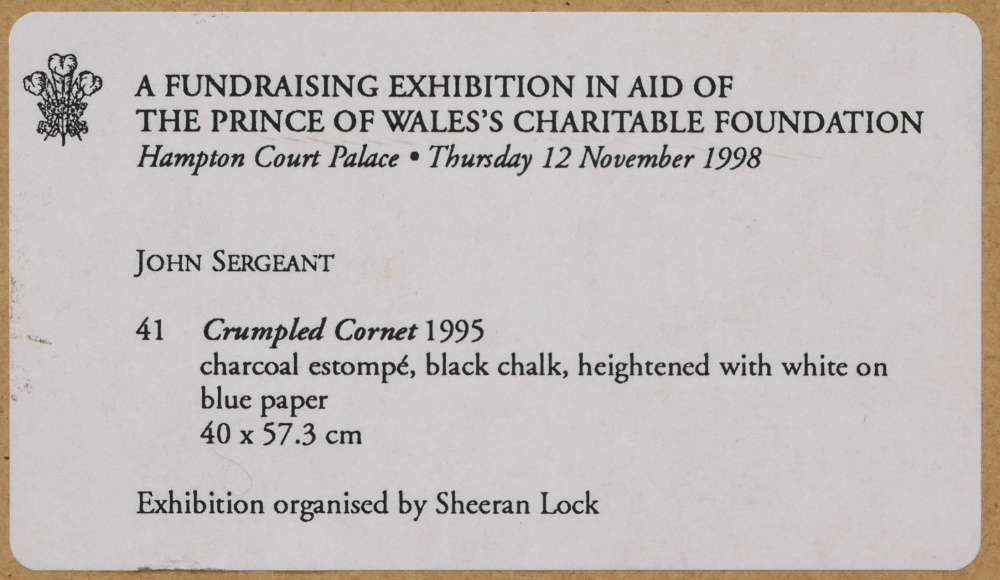 A FUNDRAISING EXHIBITION IN AID OF
THE PRINCE OF WALES'S CHARITABLE FOUNDATION
Hampton Court Palace • Thursday 12 November 1998
JOHN SERGEANT
41 Crumpled Cornet 1995
charcoal estompé, black chalk, heightened with white on
blue paper
40 x 57.3 cm
Exhibition organised by Sheeran Lock